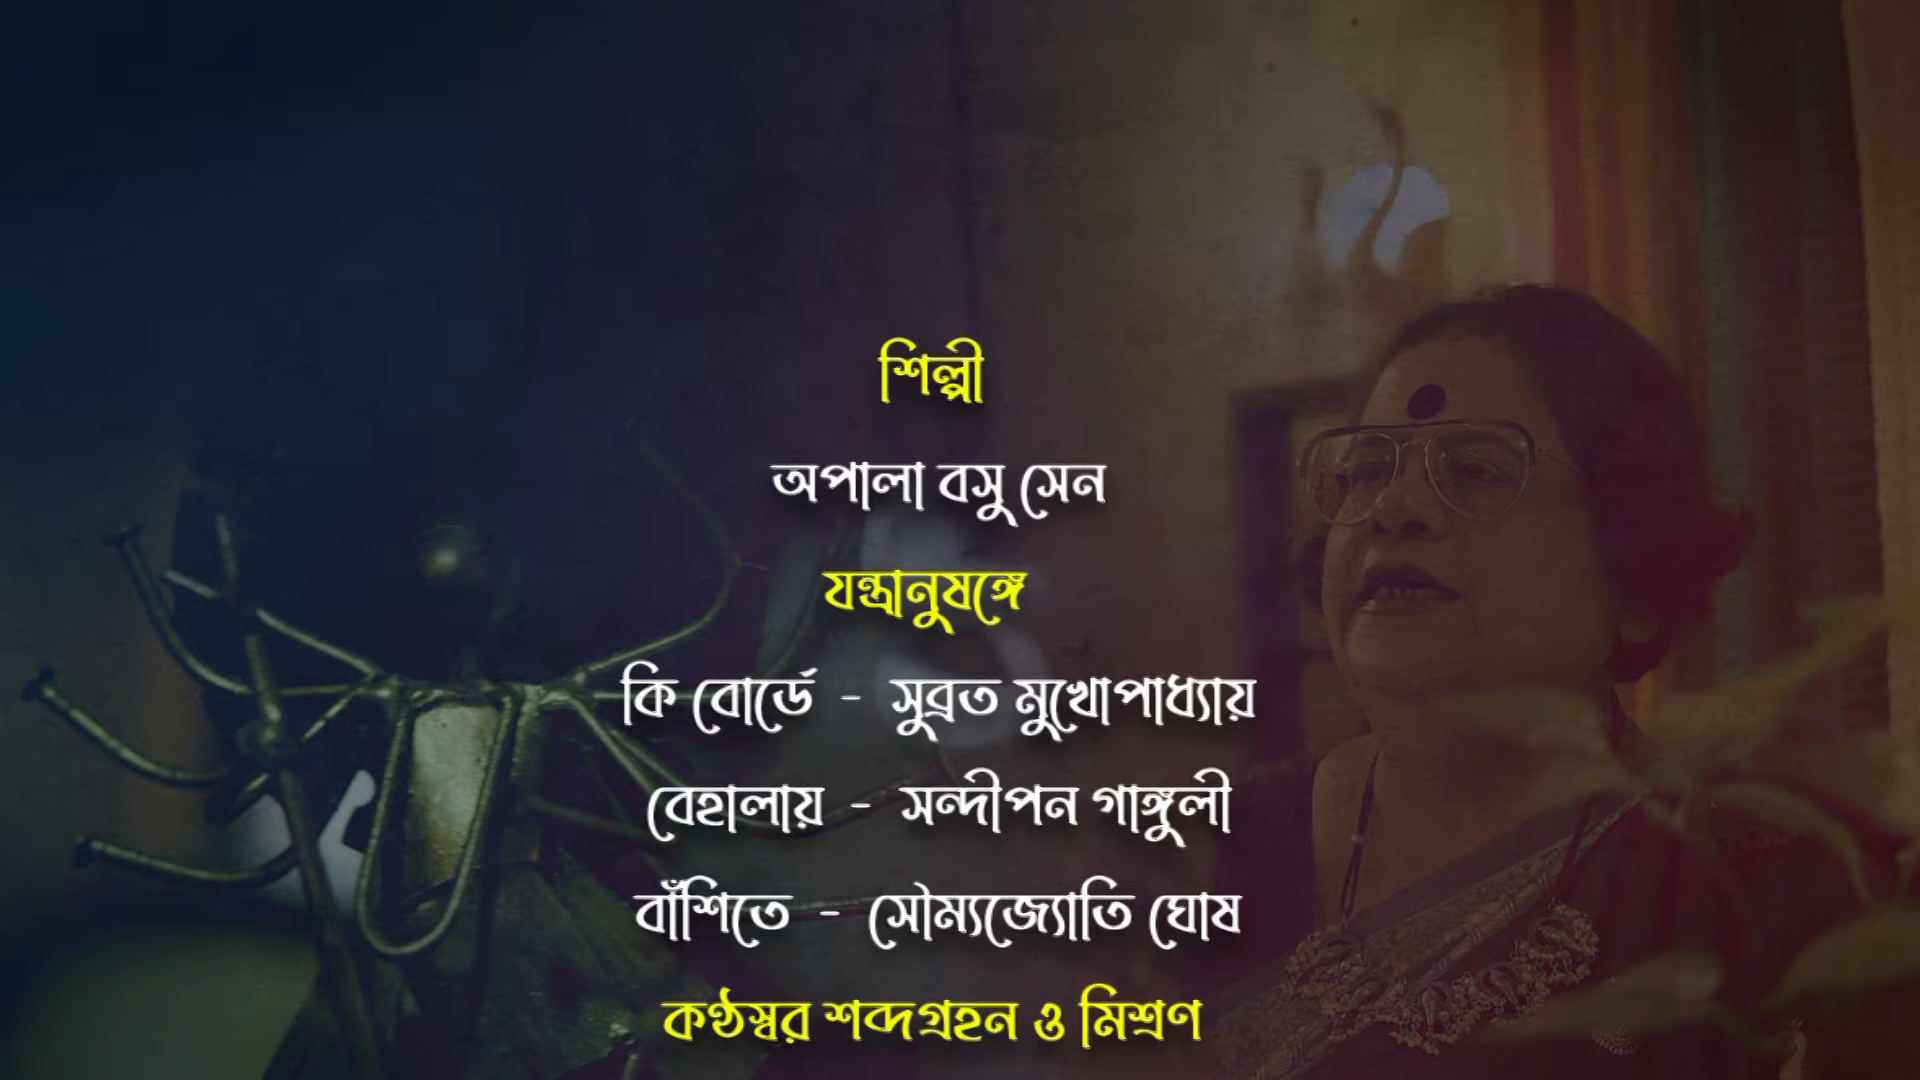 শিল্পী
অপালা বসু সেন
যন্ত্রানুষঙ্গে
কি বোর্ডে - সুব্রত মুখোপাধ্যায়
বেহালায় - সন্দীপন গাঙ্গুলী
বাঁশিতে - সৌম্যজ্যোতি ঘোষ
কণ্ঠস্বর শব্দগ্রহন ও মিশ্রণ